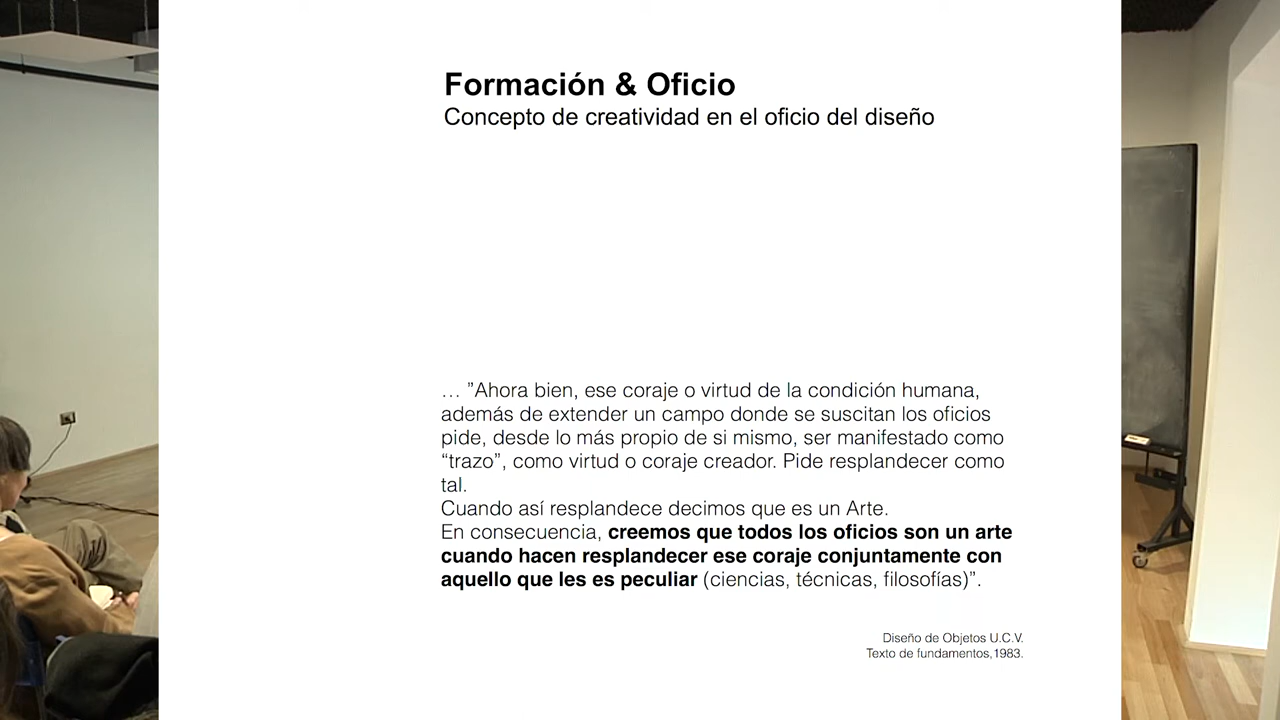 Formación & Oficio
Concepto de creatividad en el oficio del diseño
… ”Ahora bien, ese coraje o virtud de la condición humana,
además de extender un campo donde se suscitan los oficios
pide, desde lo más propio de si mismo, ser manifestado como
“trazo”, como virtud o coraje creador. Pide resplandecer como
tal.
Cuando así resplandece decimos que es un Arte.
En consecuencia, creemos que todos los oficios son un arte
cuando hacen resplandecer ese coraje conjuntamente con
aquello que les es peculiar (ciencias, técnicas, filosofías)”.
Diseño de Objetos U.C.V.
Texto de fundamentos,1983.